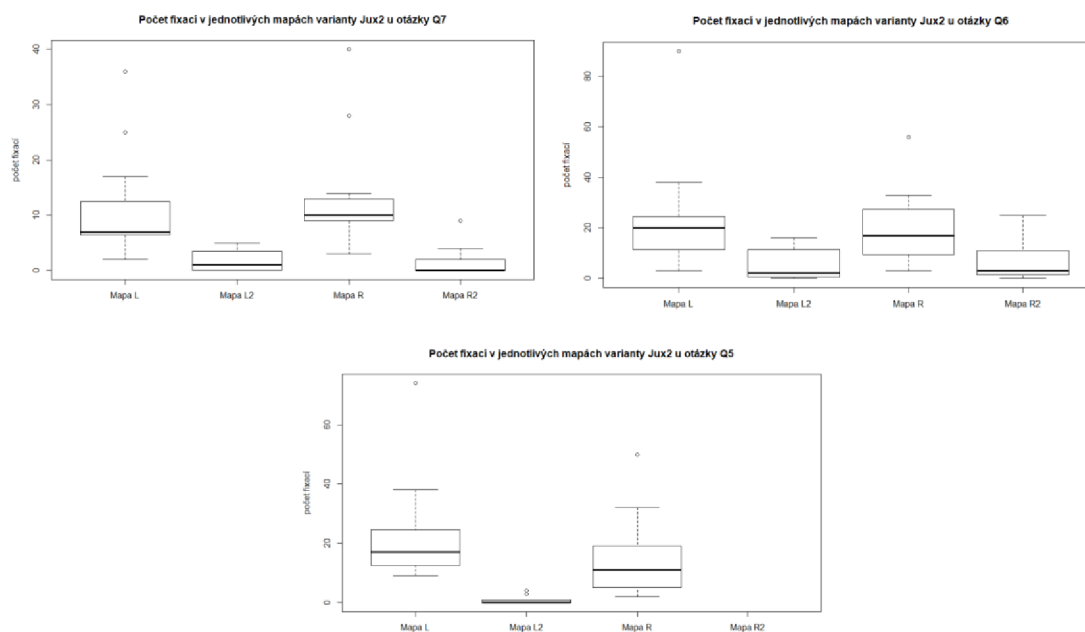 Počet fixací v jednotlivých mapách varianty Jux2 u otázky Q7
počet fixací
40
30
20
10
0
Mapa L Mapa L2 Mapa R Mapa R2
Počet fixací v jednotlivých mapách varianty Jux2 u otázky Q6
počet fixací
80
60
40
20
0
Mapa L Mapa L2 Mapa R Mapa R2
Počet fixací v jednotlivých mapách varianty Jux2 u otázky Q5
počet fixací
60
40
20
0
Mapa L Mapa L2 Mapa R Mapa R2